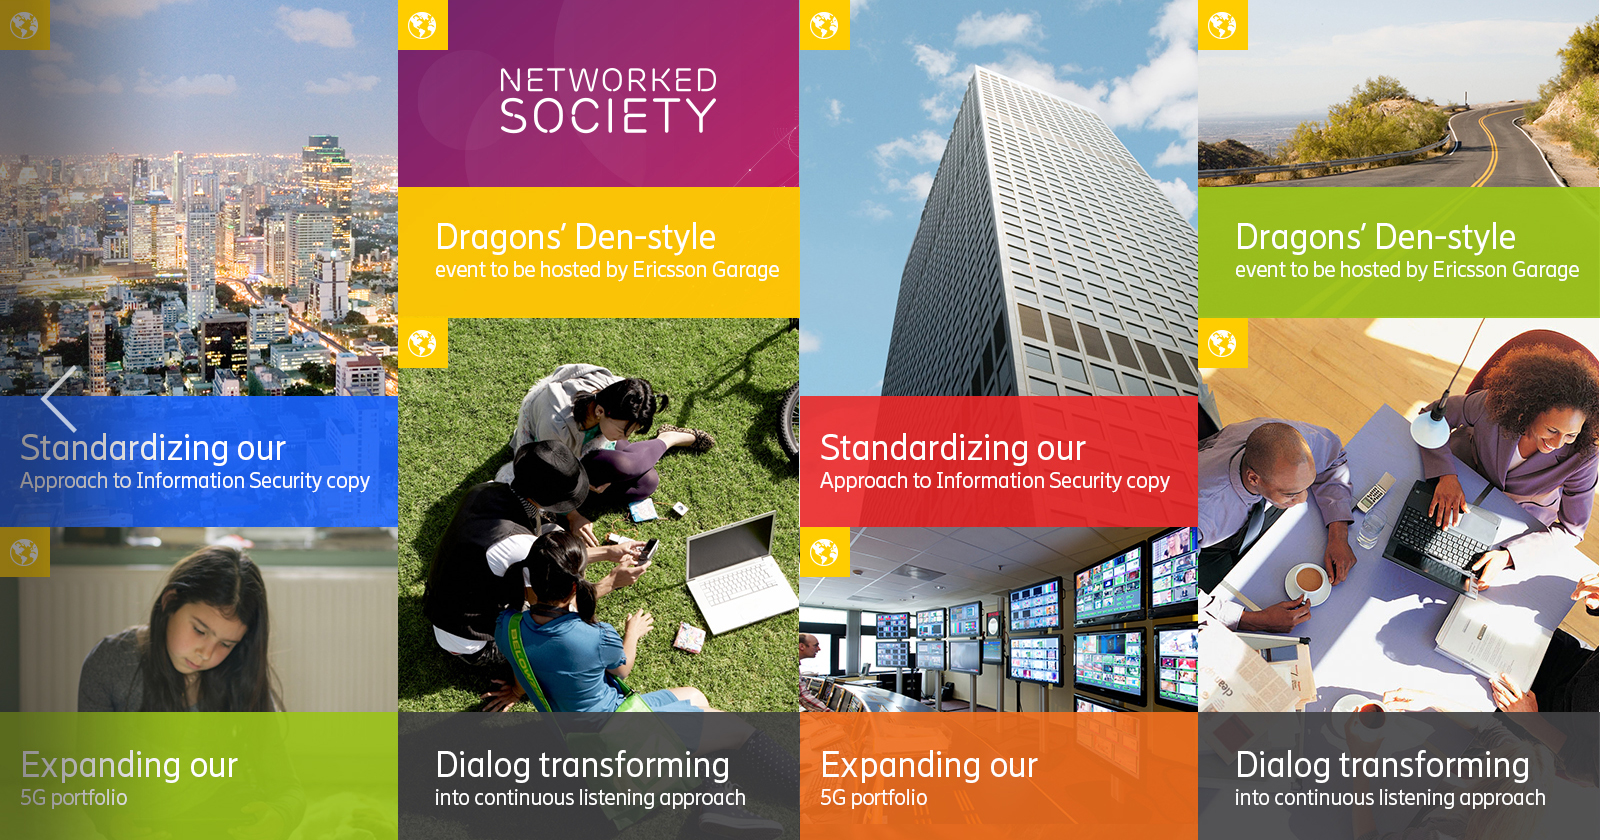 NETWORKED
SOCIETY
Dragons' Den-style
event to be hosted by Ericsson Garage
Dragons' Den-style
event to be hosted by Ericsson Garage
Standardizing our
Approach to Information Security copy
Standardizing our
Approach to Information Security copy
Expanding our
5G portfolio
Dialog transforming
into continuous listening approach
Expanding our
5G portfolio
Dialog transforming
into continuous listening approach